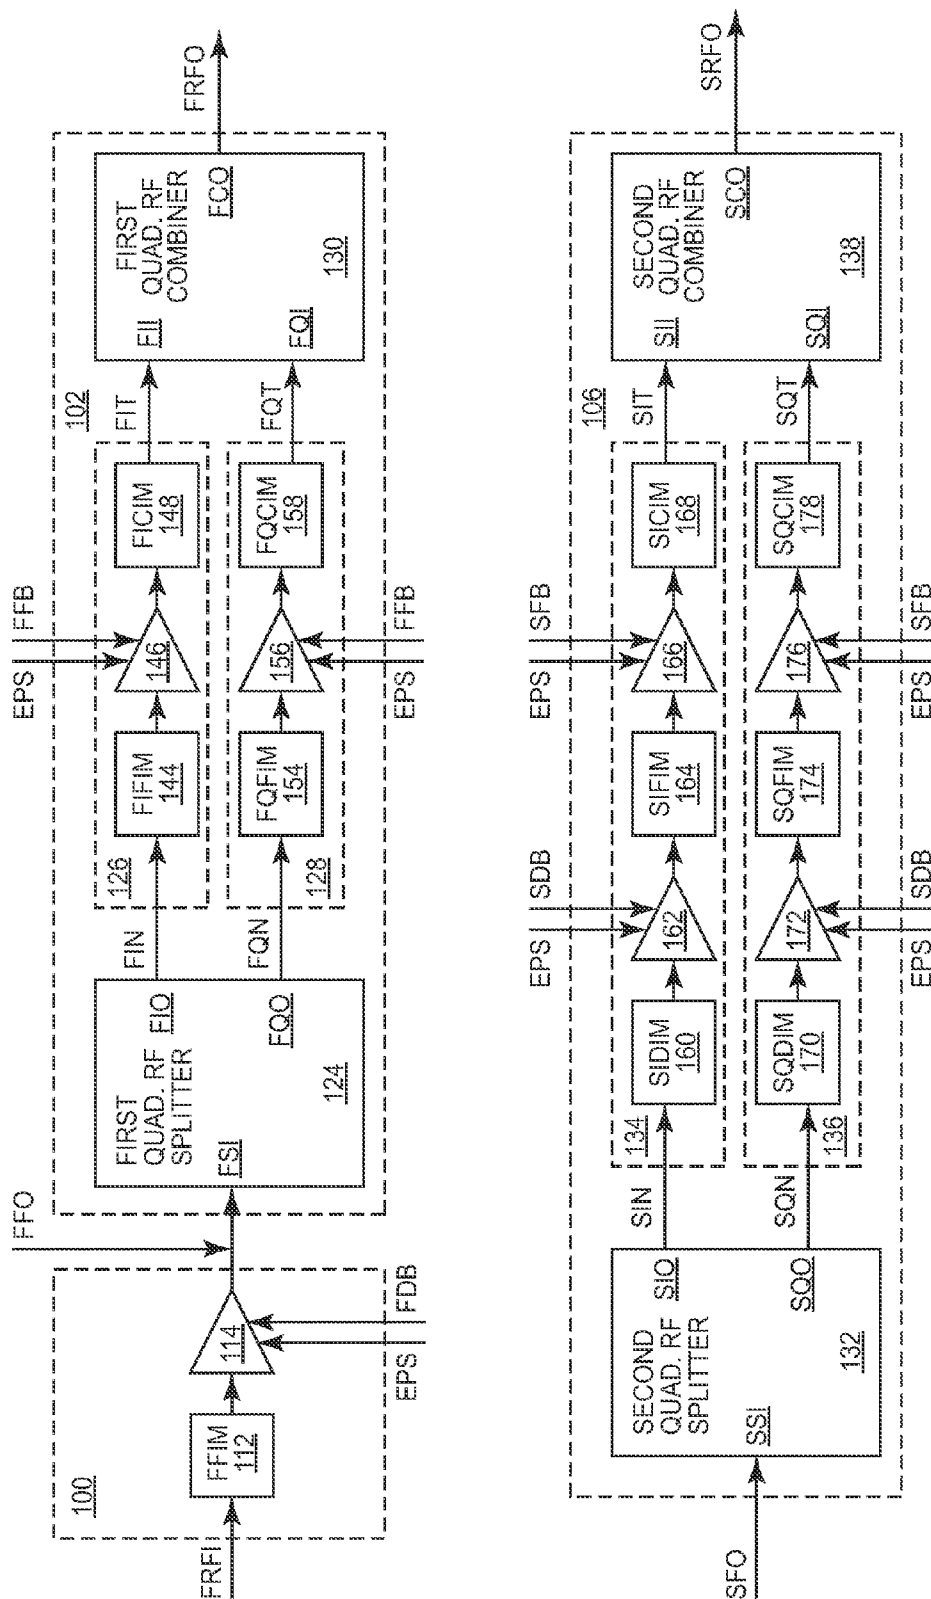 FRFI
100
FFIM
112
114
EPS
FDB
FFO
102
FIRST
QUAD. RF
SPLITTER
FSI
FIO
FQO
124
FIN
FQN
126
FIFIM
144
EPS
FFB
146
FICIM
148
FIT
128
FQFIM
154
156
EPS
FFB
FQCIM
158
FQT
FIRST
QUAD. RF
COMBINER
FII
FQI
FCO
130
FRFO
SFO
106
SECOND
QUAD. RF
SPLITTER
SSI
SIO
SQO
132
SIN
SQN
134
SIDIM
160
EPS
SDB
162
SIFIM
164
EPS
SFB
166
SICIM
168
SIT
136
SQDIM
170
172
EPS
SDB
SQFIM
174
176
EPS
SFB
SQCIM
178
SQT
SECOND
QUAD. RF
COMBINER
SII
SQI
SCO
138
SRFO